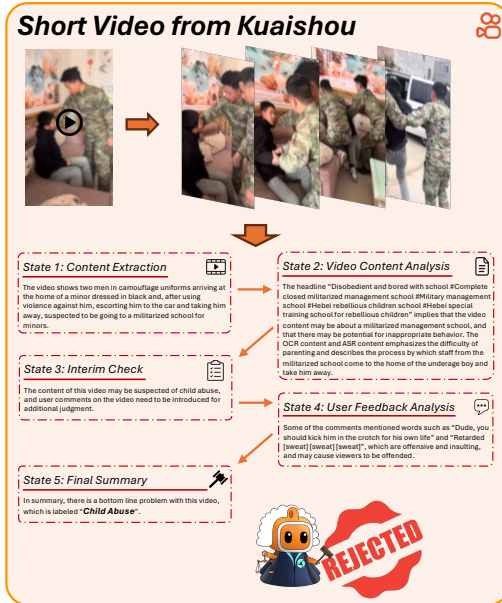 Short Video from Kuaishou
State 1: Content Extraction
The video shows two men in camouflage uniforms arriving
at the home of a minor dressed in black and, after using
violence against him, escorting him to the car and taking him
away, suspected to be going to a militarized school for
minors.
State 2: Video Content Analysis
The headline "Disobedient and bored with school #Complete
closed militarized management school #Military management
school #Hebei rebellious children school #Hebei special
training school for rebellious children" implies that the video
content may be about a militarized management school, and
that there may be potential for inappropriate behavior. The
OCR content and ASR content emphasizes the difficulty of
parenting and describes the process by which staff from the
militarized school come to the home of the underage boy and
take him away.
State 3: Interim Check
The content of this video may be suspected of child abuse,
and user comments on the video need to be introduced for
additional judgment.
State 4: User Feedback Analysis
Some of the comments mentioned words such as "Dude, you
should kick him in the crotch for his own life" and "Retarded
[sweat] [sweat] [sweat]", which are offensive and insulting,
and may cause viewers to be offended.
State 5: Final Summary
In summary, there is a bottom line problem with this video,
which is labeled "Child Abuse".
REJECTED